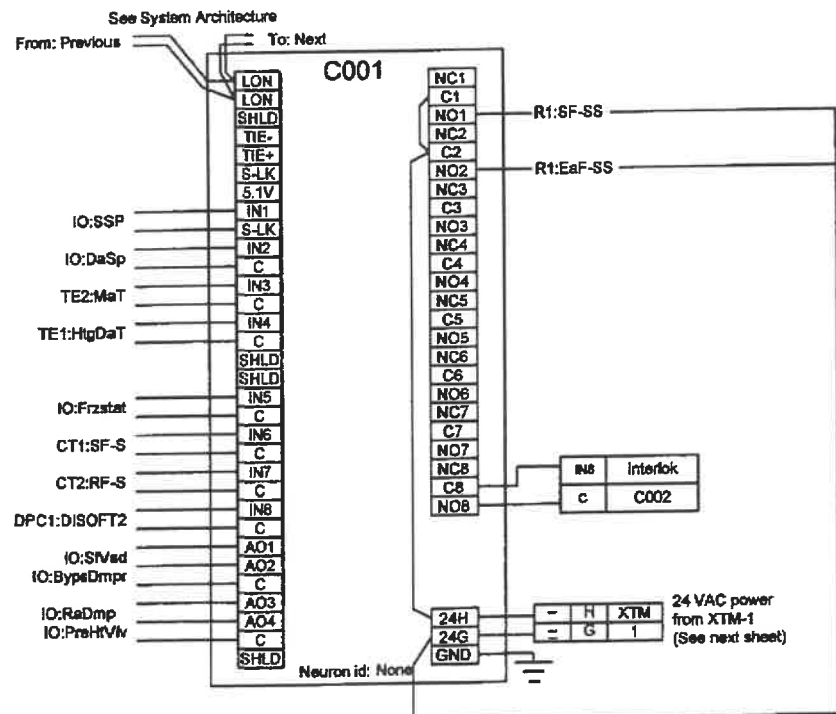 See System Architecture
From: Previous
To: Next
C001
LON
LON
SHLD
TIE-
TIE+
S-LK
5.1V
IN1
S-LK
IN2
C
IN3
C
IN4
C
SHLD
SHLD
IN5
C
IN6
C
IN7
C
IN8
C
AO1
AO2
C
AO3
AO4
C
SHLD
IO:SSP
IO:DaSp
TE2:MaT
TE1:HtgDaT
IO:Frzstat
CT1:SF-S
CT2:RF-S
DPC1:DISOFT2
IO:SfVsd
IO:BypsDmpr
IO:RaDmp
IO:PreHtVlv
NC1
C1
NO1
NC2
C2
NO2
NC3
C3
NO3
NC4
C4
NO4
NC5
C5
NO5
NC6
C6
NO6
NC7
C7
NO7
NC8
C8
NO8
R1:SF-SS
R1:EaF-SS
IN8 Interlok
C C002
24H
24G
GND
H XTM
G 1
24 VAC power
from XTM-1
(See next sheet)
Neuron id: None